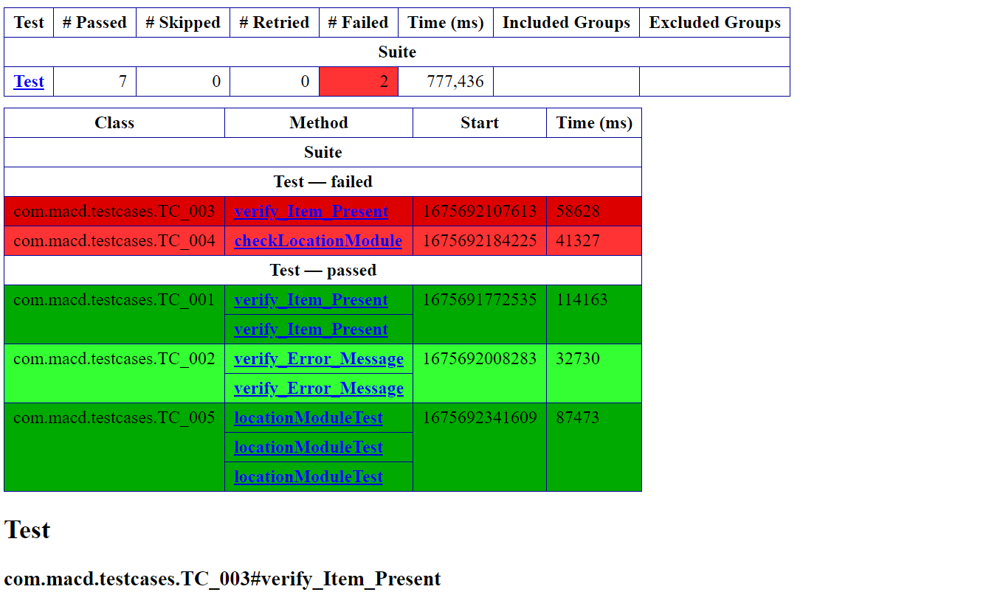 Test # Passed # Skipped # Retried # Failed Time (ms) Included Groups Excluded Groups
Suite
Test 7 0 0 2 777,436
Class Method Start Time (ms)
Suite
Test — failed
com.macd.testcases.TC_003 verify_Item_Present 1675692107613 58628
com.macd.testcases.TC_004 checkLocationModule 1675692184225 41327
Test — passed
com.macd.testcases.TC_001 verify_Item_Present 1675691772535 114163
verify_Item_Present
com.macd.testcases.TC_002 verify_Error_Message 1675692008283 32730
verify_Error_Message
com.macd.testcases.TC_005 locationModuleTest 1675692341609 87473
locationModuleTest
locationModuleTest
Test
com.macd.testcases.TC_003#verify_Item_Present